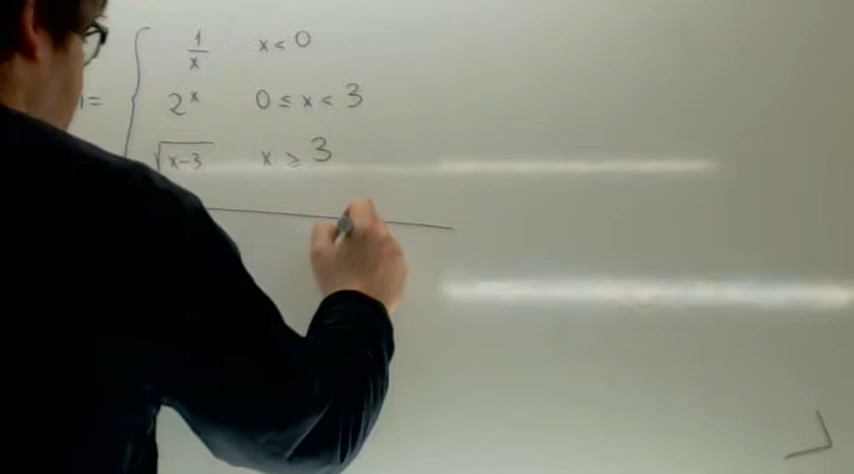 1/x x < 0
= 2^x 0 ≤ x < 3
√x-3 x ≥ 3